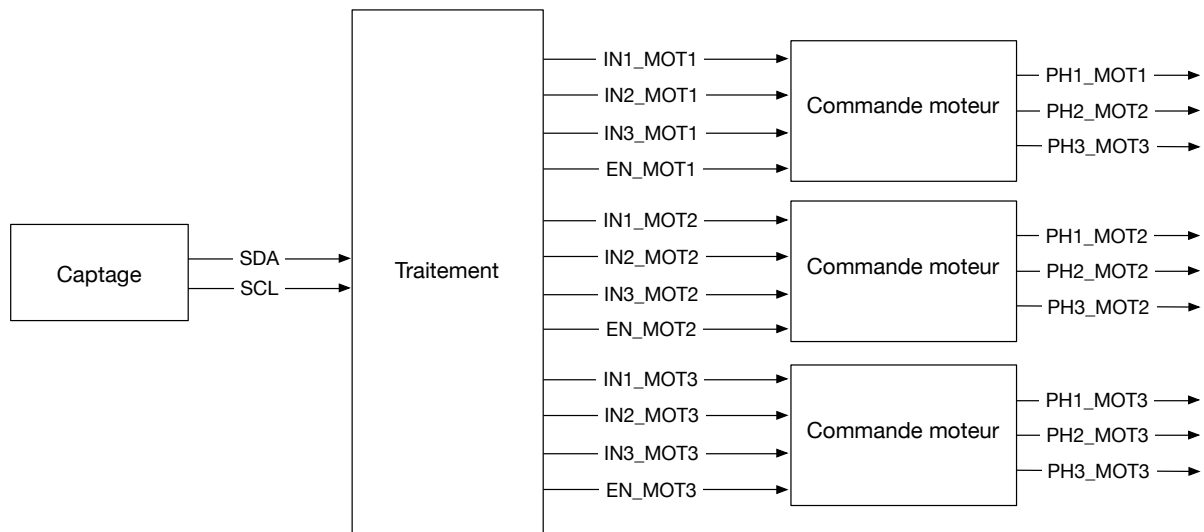 Captage
SDA
SCL
Traitement
IN1_MOT1
IN2_MOT1
IN3_MOT1
EN_MOT1
IN1_MOT2
IN2_MOT2
IN3_MOT2
EN_MOT2
IN1_MOT3
IN2_MOT3
IN3_MOT3
EN_MOT3
Commande moteur
PH1_MOT1
PH2_MOT2
PH3_MOT3
Commande moteur
PH1_MOT2
PH2_MOT2
PH3_MOT2
Commande moteur
PH1_MOT3
PH2_MOT3
PH3_MOT3